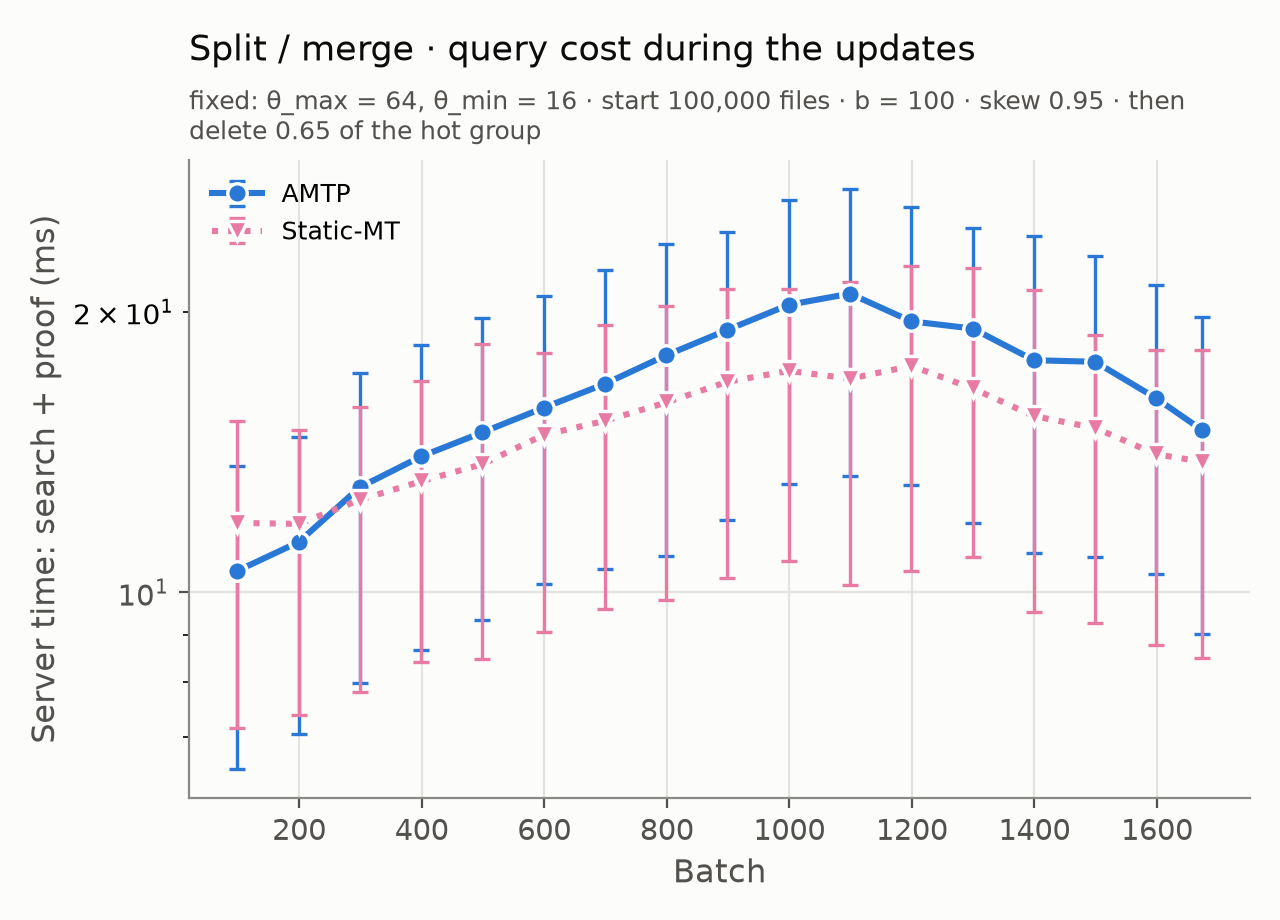 Split / merge · query cost during the updates
fixed: θ_max = 64, θ_min = 16 · start 100,000 files · b = 100 · skew 0.95 · then
delete 0.65 of the hot group
AMTP
Static-MT
Server time: search + proof (ms)
2 × 10¹
10¹
200 400 600 800 1000 1200 1400 1600
Batch